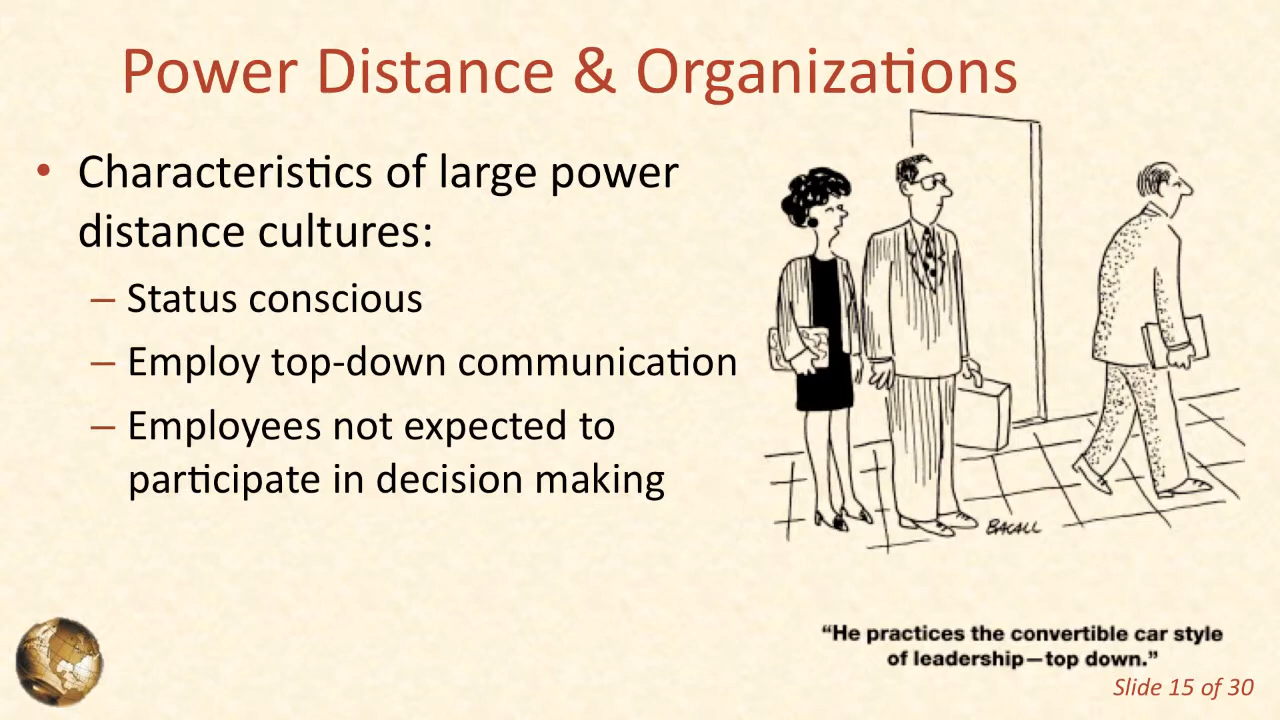 Power Distance & Organizations
• Characteristics of large power
distance cultures:
– Status conscious
– Employ top-down communication
– Employees not expected to
participate in decision making
BACALL
“He practices the convertible car style
of leadership—top down.”
Slide 15 of 30